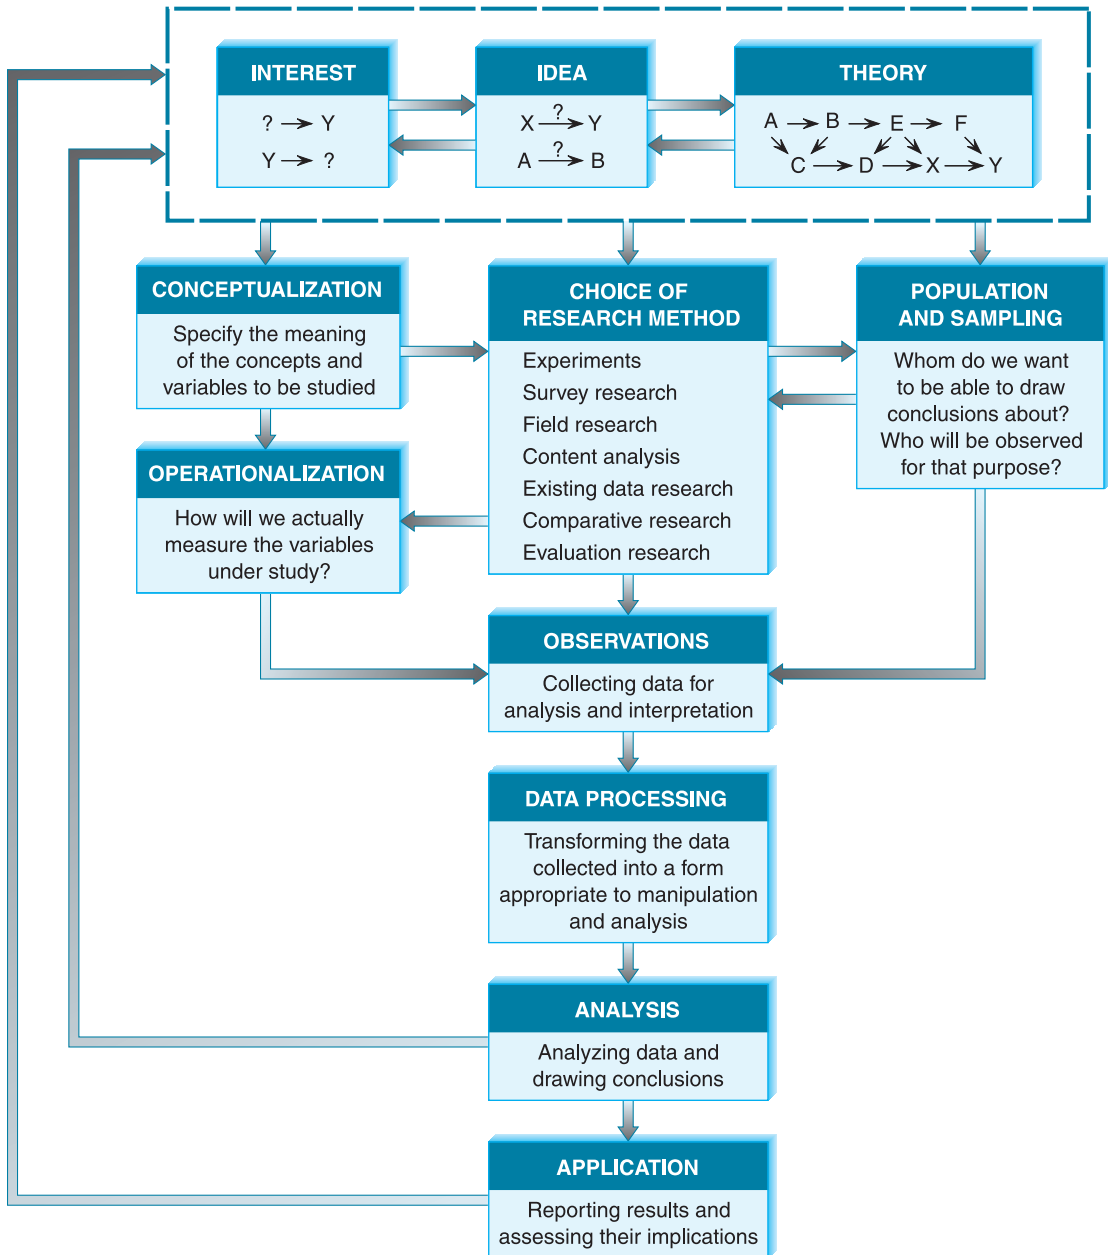 INTEREST
? → Y
Y → ?
IDEA
?
X → Y
?
A → B
THEORY
A → B → E → F
C → D → X → Y
CONCEPTUALIZATION
Specify the meaning
of the concepts and
variables to be studied
OPERATIONALIZATION
How will we actually
measure the variables
under study?
CHOICE OF
RESEARCH METHOD
Experiments
Survey research
Field research
Content analysis
Existing data research
Comparative research
Evaluation research
POPULATION
AND SAMPLING
Whom do we want
to be able to draw
conclusions about?
Who will be observed
for that purpose?
OBSERVATIONS
Collecting data for
analysis and interpretation
DATA PROCESSING
Transforming the data
collected into a form
appropriate to manipulation
and analysis
ANALYSIS
Analyzing data and
drawing conclusions
APPLICATION
Reporting results and
assessing their implications